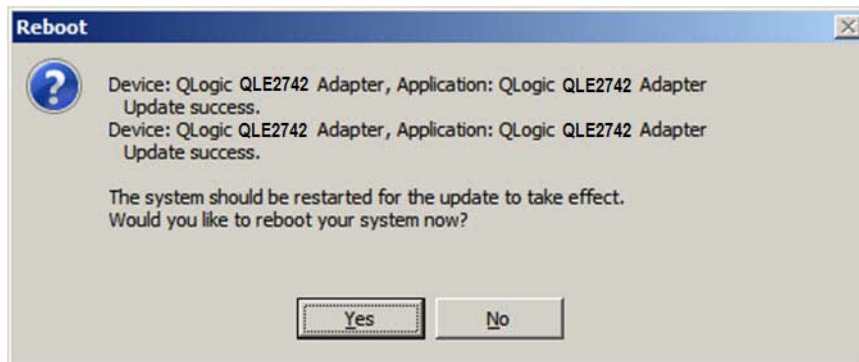 Reboot
Device: QLogic QLE2742 Adapter, Application: QLogic QLE2742 Adapter
Update success.
Device: QLogic QLE2742 Adapter, Application: QLogic QLE2742 Adapter
Update success.
The system should be restarted for the update to take effect.
Would you like to reboot your system now?
Yes No